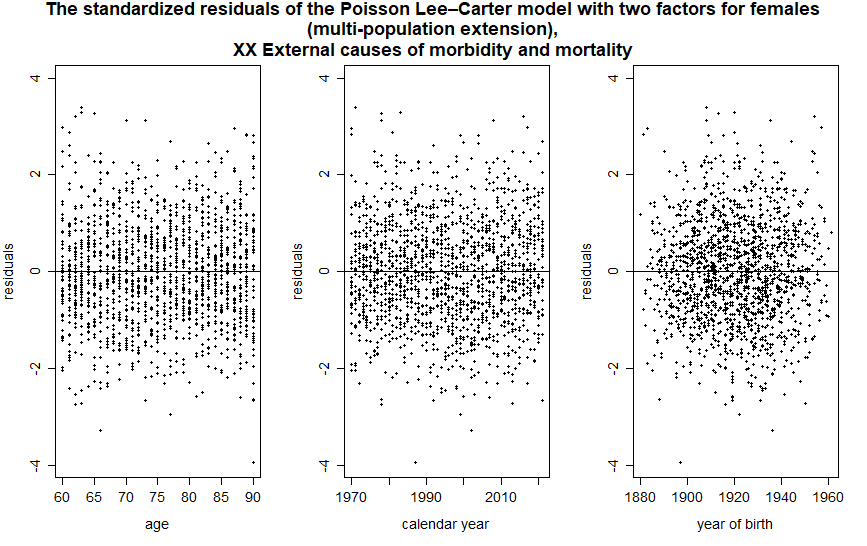 The standardized residuals of the Poisson Lee–Carter model with two factors for females
(multi-population extension),
XX External causes of morbidity and mortality
residuals
4
2
0
-2
-4
60 65 70 75 80 85 90
age
residuals
4
2
0
-2
-4
1970 1990 2010
calendar year
residuals
4
2
0
-2
-4
1880 1900 1920 1940 1960
year of birth